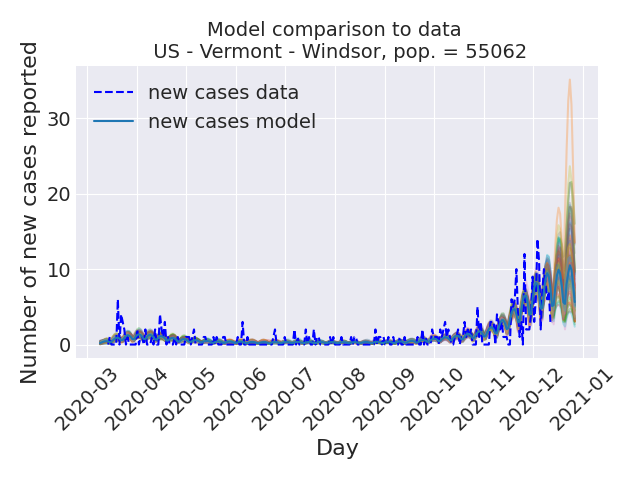 Model comparison to data
US - Vermont - Windsor, pop. = 55062
Number of new cases reported
30
20
10
0
new cases data
new cases model
2020-03
2020-04
2020-05
2020-06
2020-07
2020-08
2020-09
2020-10
2020-11
2020-12
2021-01
Day